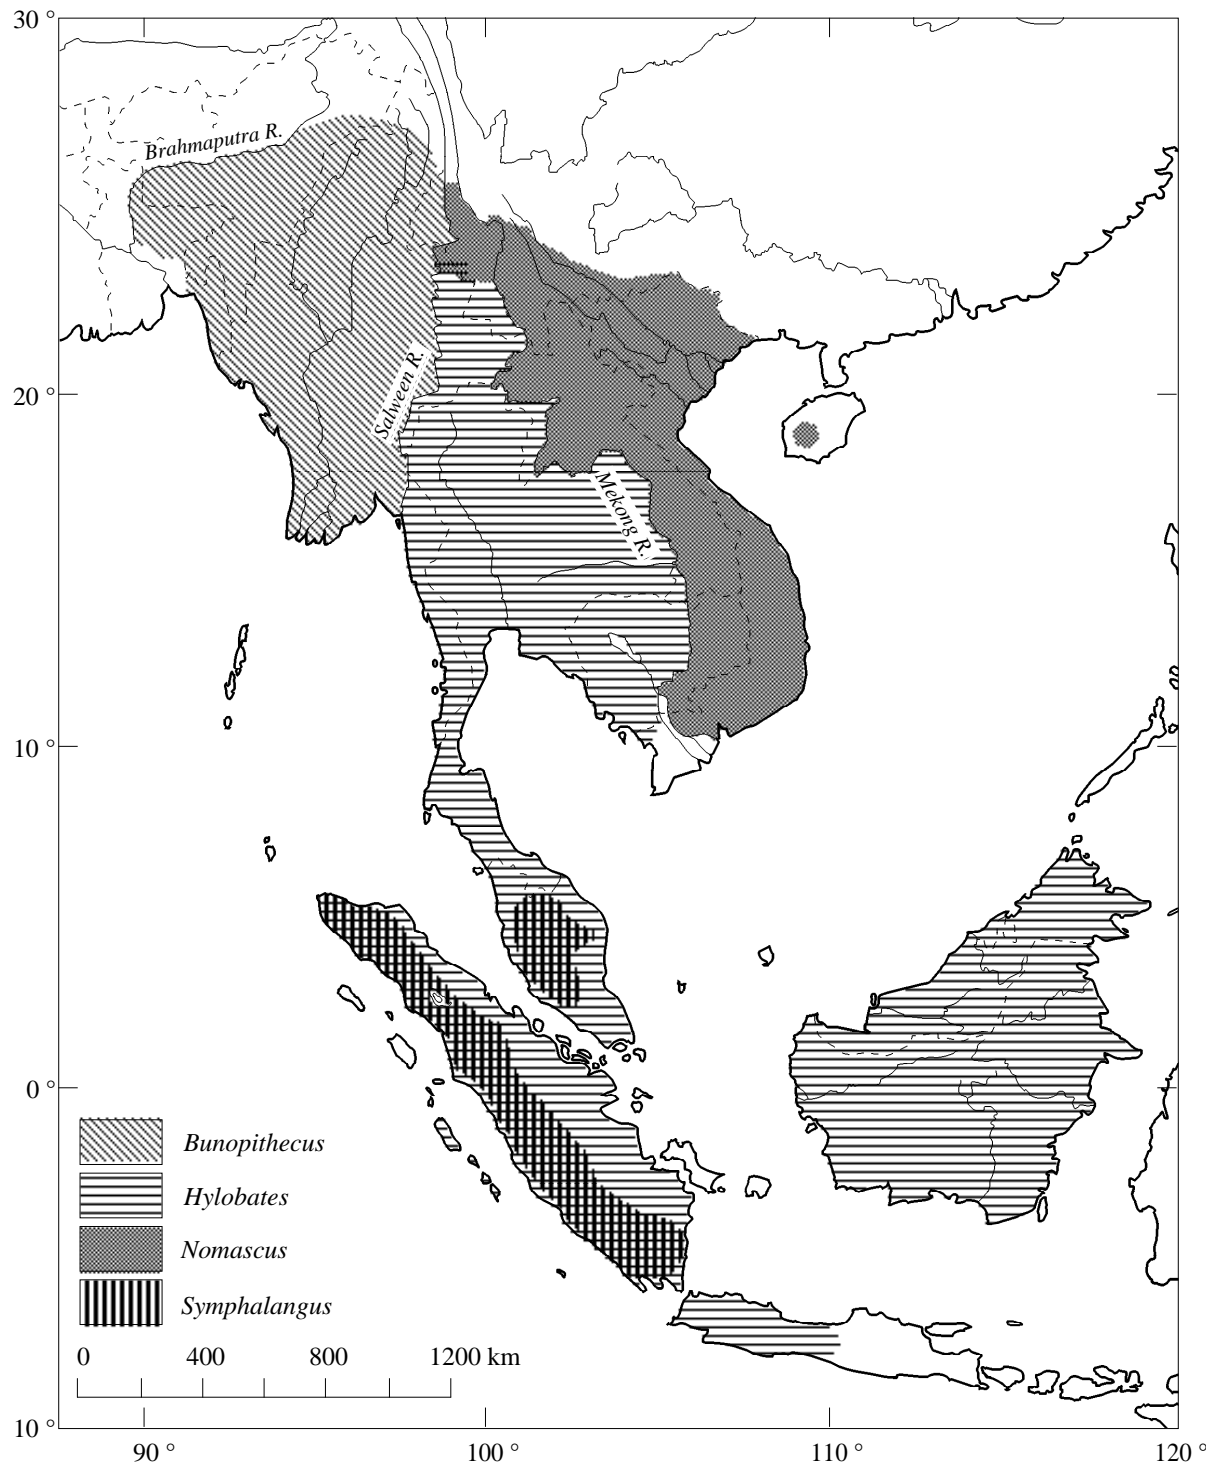 30 °
Brahmaputra R.
20 °
Salween R.
Mekong R.
10 °
0 °
Bunopithecus
Hylobates
Nomascus
Symphalangus
0 400 800 1200 km
10 °
90 ° 100 ° 110 ° 120 °